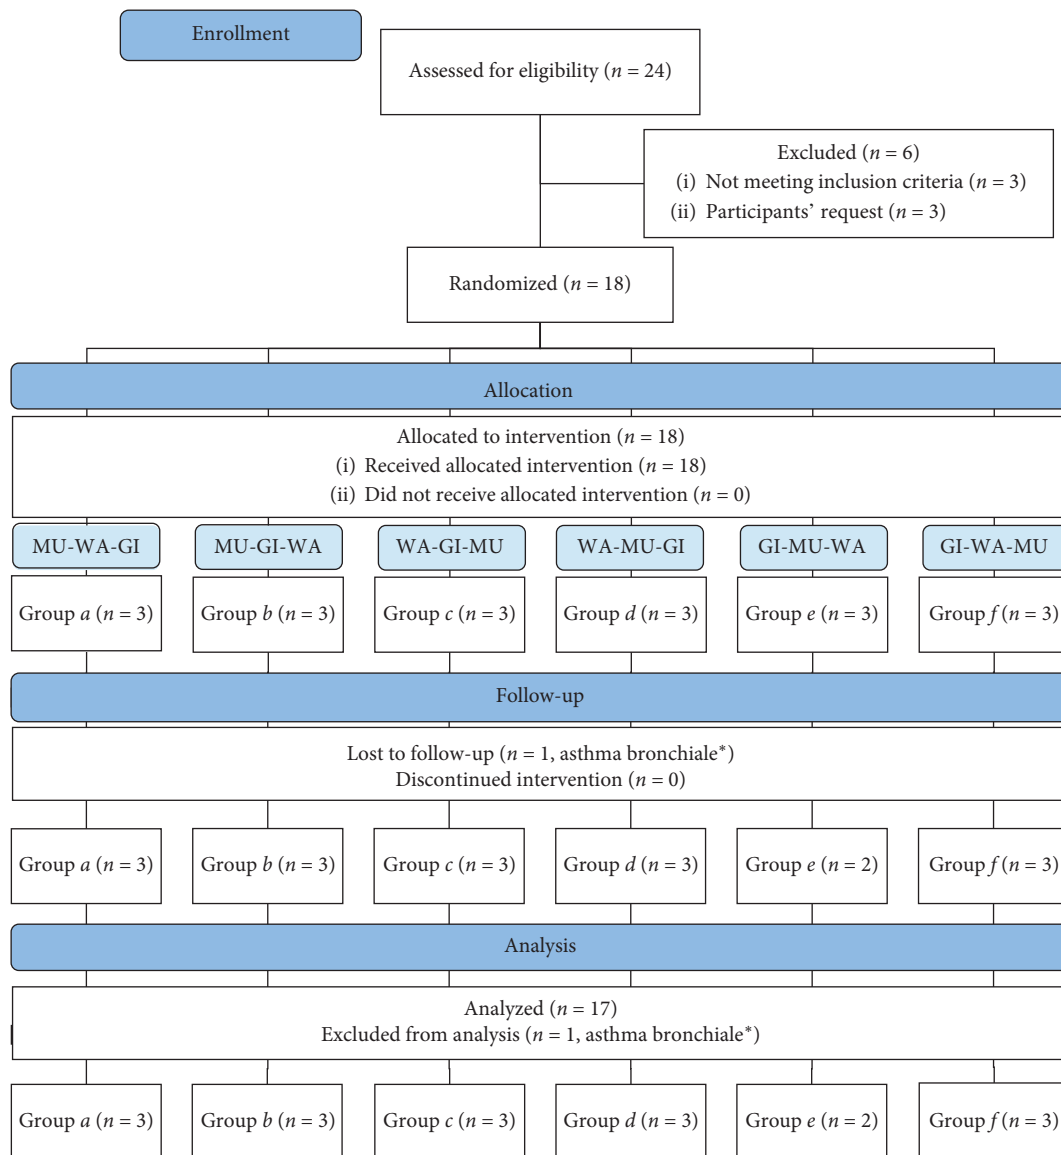 Enrollment
Assessed for eligibility (n = 24)
Excluded (n = 6)
(i) Not meeting inclusion criteria (n = 3)
(ii) Participants’ request (n = 3)
Randomized (n = 18)
Allocation
Allocated to intervention (n = 18)
(i) Received allocated intervention (n = 18)
(ii) Did not receive allocated intervention (n = 0)
MU-WA-GI
MU-GI-WA
WA-GI-MU
WA-MU-GI
GI-MU-WA
GI-WA-MU
Group a (n = 3)
Group b (n = 3)
Group c (n = 3)
Group d (n = 3)
Group e (n = 3)
Group f (n = 3)
Follow-up
Lost to follow-up (n = 1, asthma bronchiale*)
Discontinued intervention (n = 0)
Group a (n = 3)
Group b (n = 3)
Group c (n = 3)
Group d (n = 3)
Group e (n = 2)
Group f (n = 3)
Analysis
Analyzed (n = 17)
Excluded from analysis (n = 1, asthma bronchiale*)
Group a (n = 3)
Group b (n = 3)
Group c (n = 3)
Group d (n = 3)
Group e (n = 2)
Group f (n = 3)